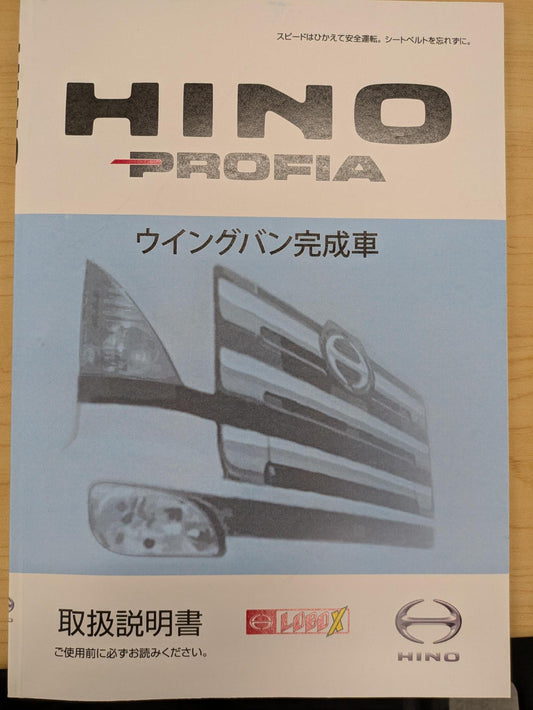 スピードはひかえて安全運転。シートベルトを忘れずに。
HINO
PROFIA
ウイングバン完成車
取扱説明書
ご使用前に必ずお読みください。
LOGO X
HINO